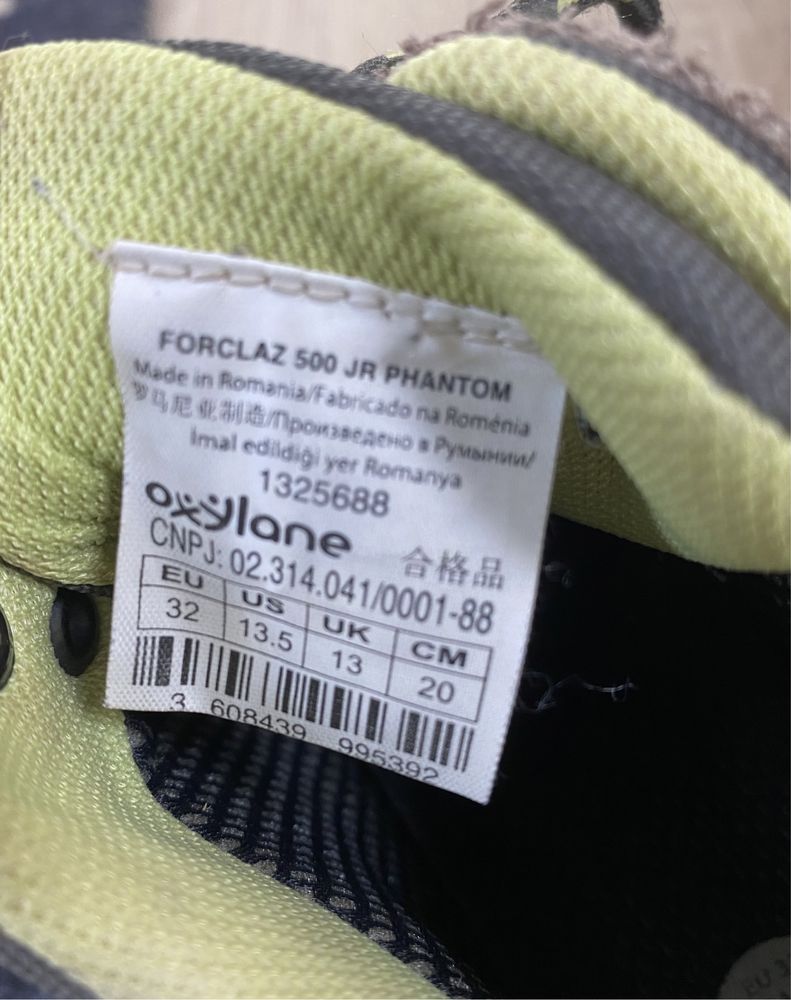 FORCLAZ 500 JR PHANTOM
Made in Romania/Fabricado na Roménia
罗马尼亚制造/Произведено в Румынии/
Imal edildiği yer Romanya
1325688
oxylane 合格品
CNPJ: 02.314.041/0001-88
EU US UK CM
32 13.5 13 20
3 608439 995392
EU 3